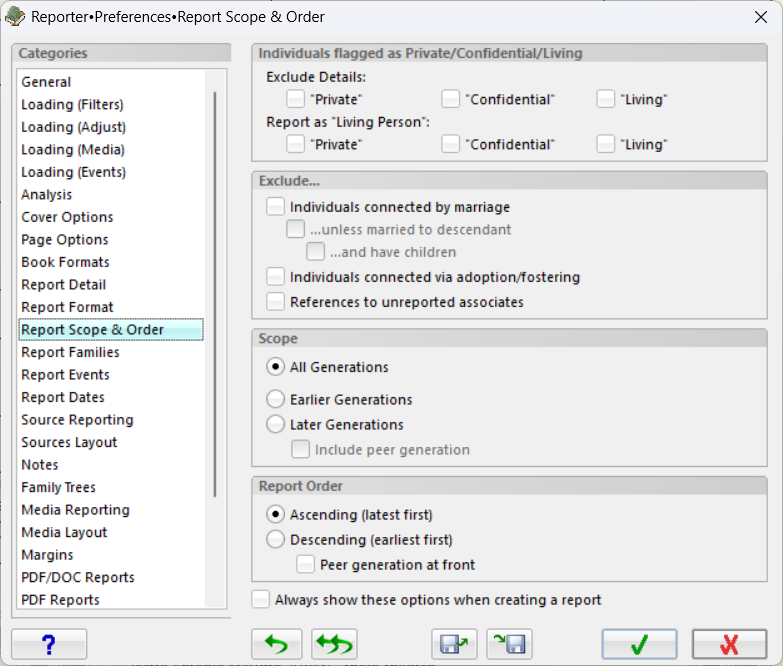 Reporter•Preferences•Report Scope & Order
Categories
General
Loading (Filters)
Loading (Adjust)
Loading (Media)
Loading (Events)
Analysis
Cover Options
Page Options
Book Formats
Report Detail
Report Format
Report Scope & Order
Report Families
Report Events
Report Dates
Source Reporting
Sources Layout
Notes
Family Trees
Media Reporting
Media Layout
Margins
PDF/DOC Reports
PDF Reports
Individuals flagged as Private/Confidential/Living
Exclude Details:
"Private" "Confidential" "Living"
Report as "Living Person":
"Private" "Confidential" "Living"
Exclude...
Individuals connected by marriage
...unless married to descendant
...and have children
Individuals connected via adoption/fostering
References to unreported associates
Scope
All Generations
Earlier Generations
Later Generations
Include peer generation
Report Order
Ascending (latest first)
Descending (earliest first)
Peer generation at front
Always show these options when creating a report
?